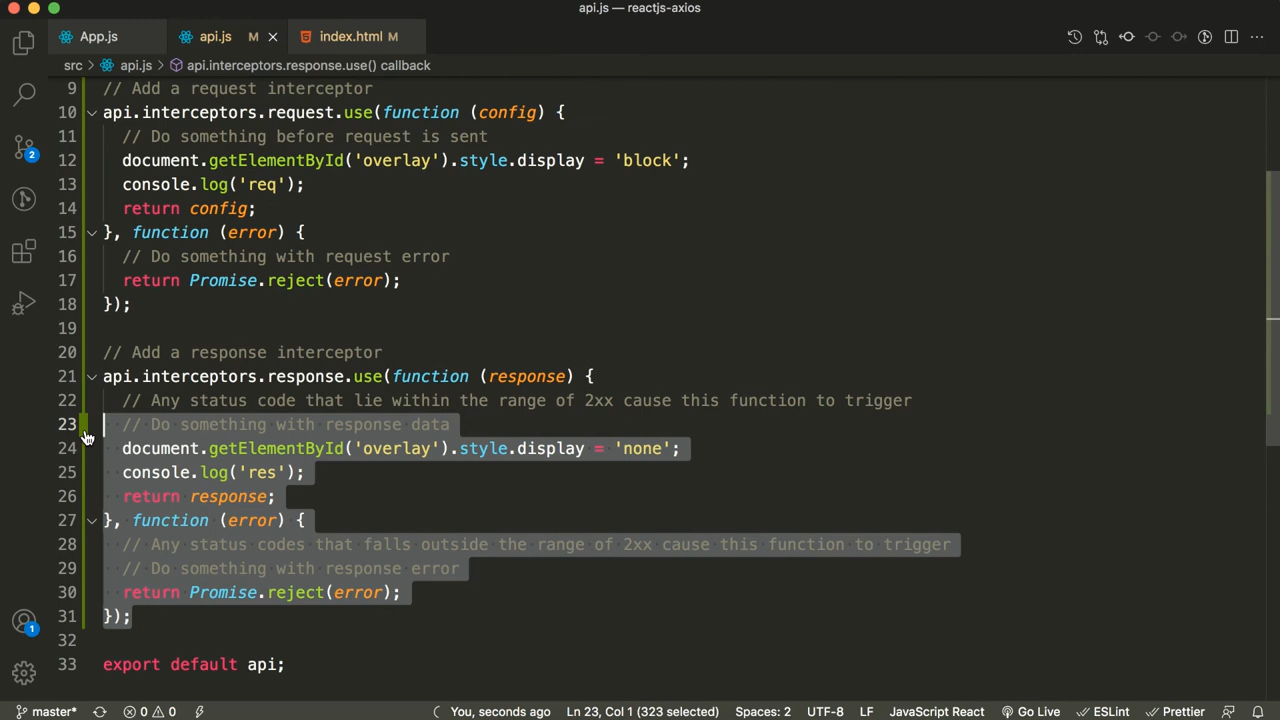 api.js — reactjs-axios
App.js
api.js M
index.html M
src > api.js > api.interceptors.response.use() callback
9 // Add a request interceptor
10 api.interceptors.request.use(function (config) {
11 // Do something before request is sent
12 document.getElementById('overlay').style.display = 'block';
13 console.log('req');
14 return config;
15 }, function (error) {
16 // Do something with request error
17 return Promise.reject(error);
18 });
19
20 // Add a response interceptor
21 api.interceptors.response.use(function (response) {
22 // Any status code that lie within the range of 2xx cause this function to trigger
23 // Do something with response data
24 document.getElementById('overlay').style.display = 'none';
25 console.log('res');
26 return response;
27 }, function (error) {
28 // Any status codes that falls outside the range of 2xx cause this function to trigger
29 // Do something with response error
30 return Promise.reject(error);
31 });
32
33 export default api;
2
1
master* 0 0 You, seconds ago Ln 23, Col 1 (323 selected) Spaces: 2 UTF-8 LF JavaScript React Go Live ESLint Prettier